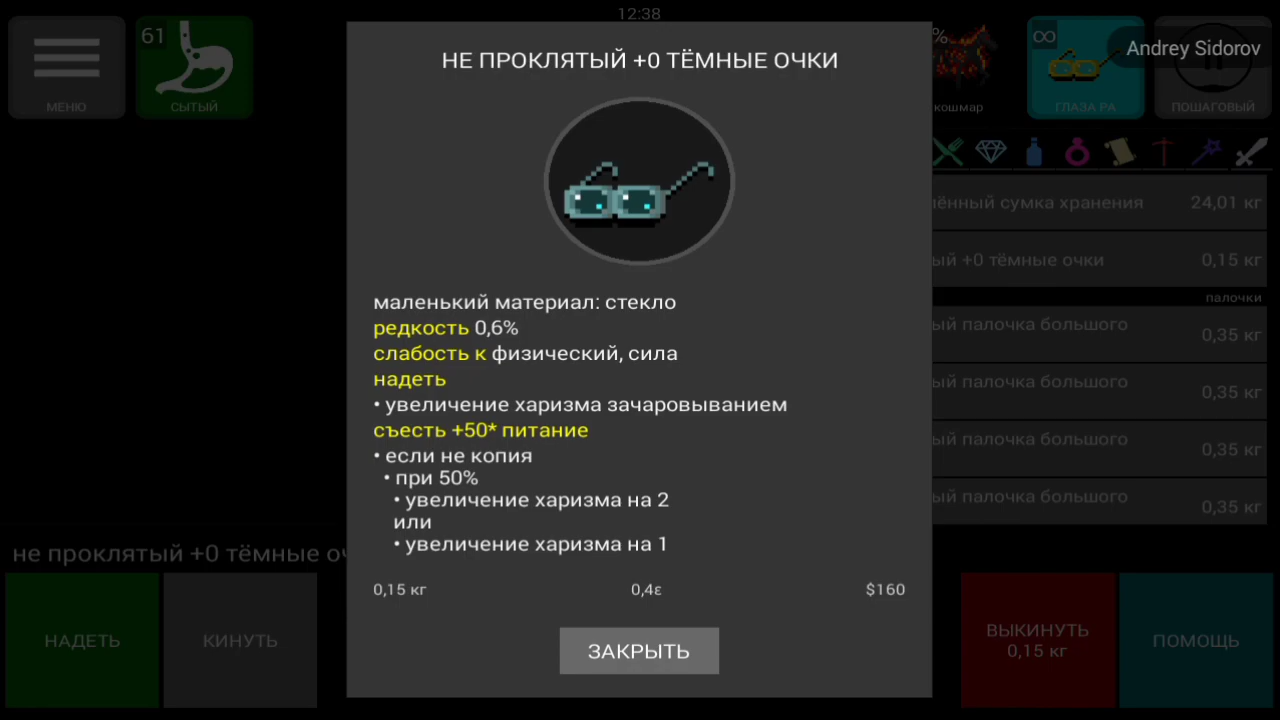 12:38
61
МЕНЮ
СЫТЫЙ
%
кошмар
∞
ГЛАЗА РА
Andrey Sidorov
ПОШАГОВЫЙ
НЕ ПРОКЛЯТЫЙ +0 ТЁМНЫЕ ОЧКИ
маленький материал: стекло
редкость 0,6%
слабость к физический, сила
надеть
• увеличение харизма зачаровыванием
съесть +50* питание
• если не копия
• при 50%
• увеличение харизма на 2
или
• увеличение харизма на 1
0,15 кг 0,4ε $160
ЗАКРЫТЬ
сумка хранения 24,01 кг
+0 тёмные очки 0,15 кг
палочки
палочка большого 0,35 кг
палочка большого 0,35 кг
палочка большого 0,35 кг
палочка большого 0,35 кг
не проклятый +0 тёмные
НАДЕТЬ
КИНУТЬ
ВЫКИНУТЬ
0,15 кг
ПОМОЩЬ